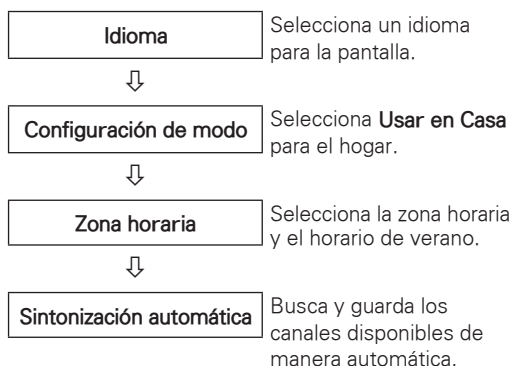 Idioma
Selecciona un idioma
para la pantalla.
Configuración de modo
Selecciona Usar en Casa
para el hogar.
Zona horaria
Selecciona la zona horaria
y el horario de verano.
Sintonización automática
Busca y guarda los
canales disponibles de
manera automática.